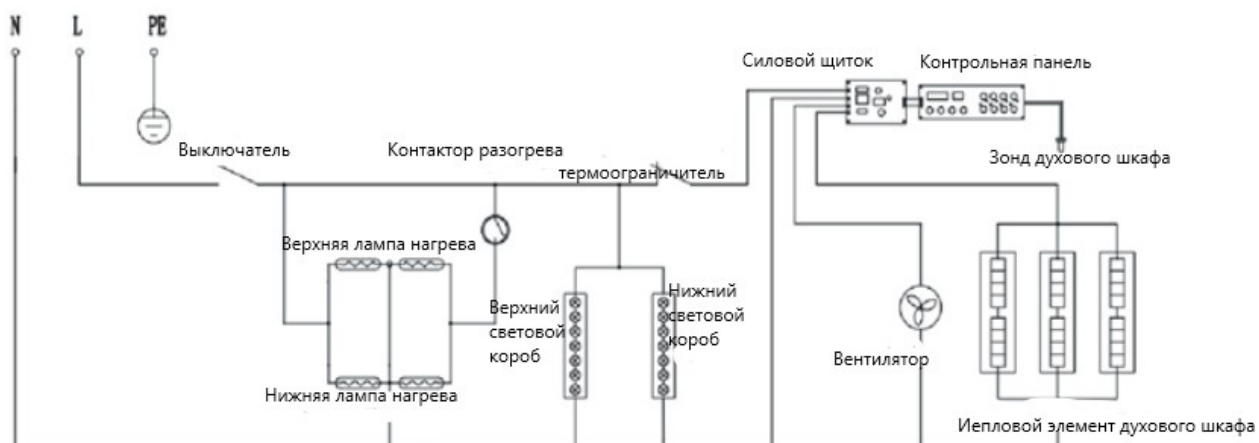 N L PE
Силовой щиток Контрольная панель
Выключатель Контактор разогрева
термоограничитель
Зонд духового шкафа
Верхняя лампа нагрева
Верхний
световой
короб
Нижний
световой
короб
Вентилятор
Нижняя лампа нагрева
Иепловой элемент духового шкафа